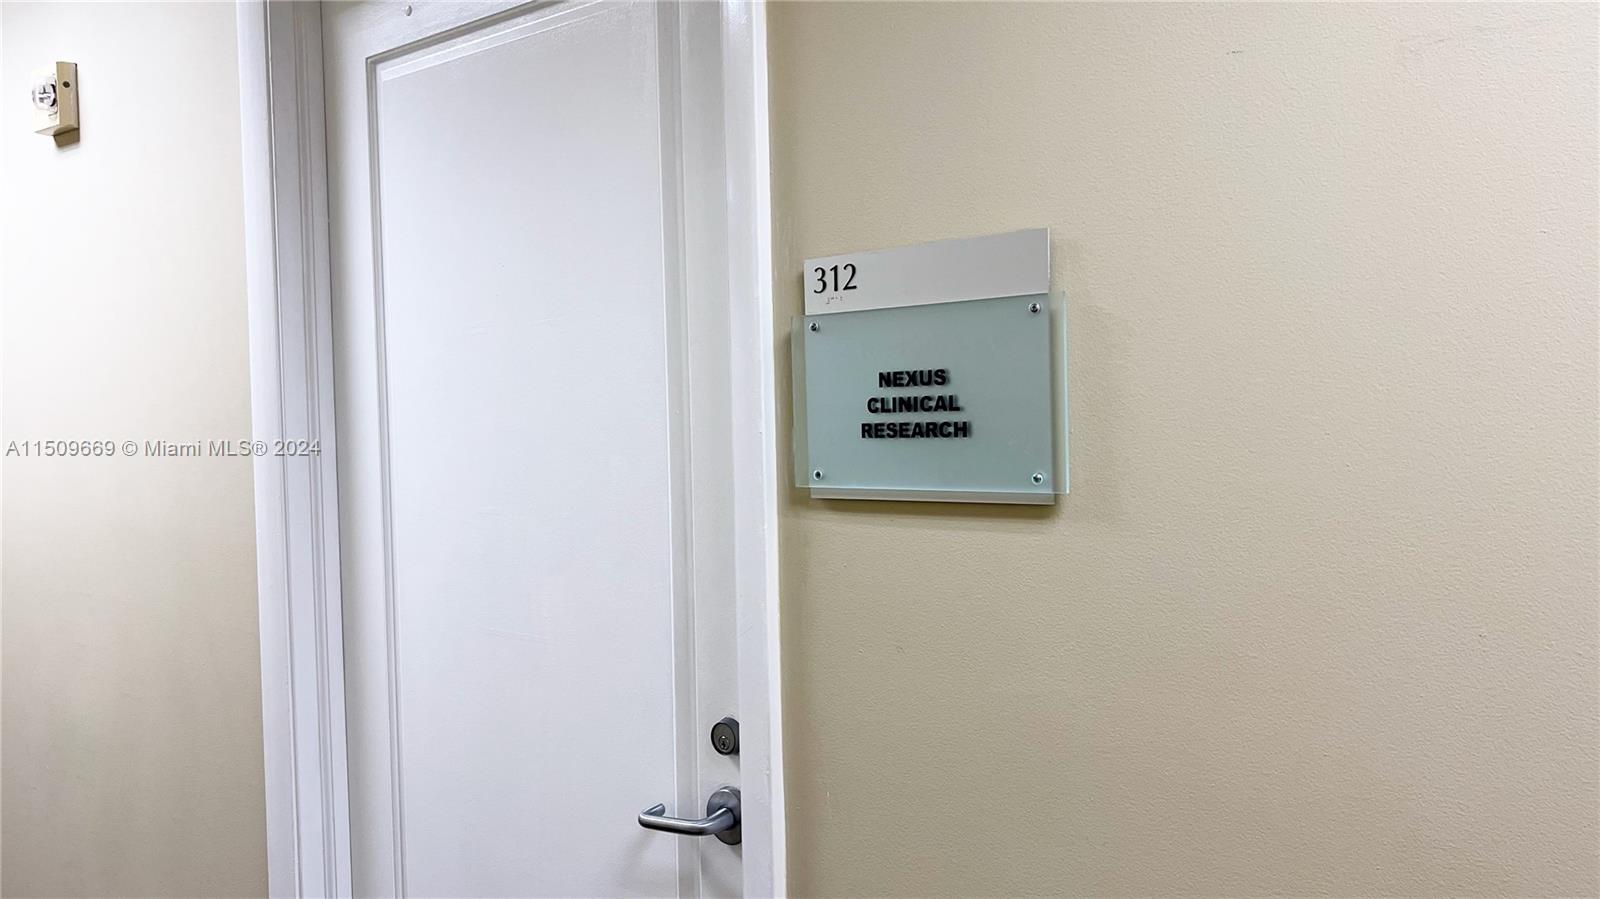 312
NEXUS
CLINICAL
RESEARCH
A11509669 © Miami MLS® 2024